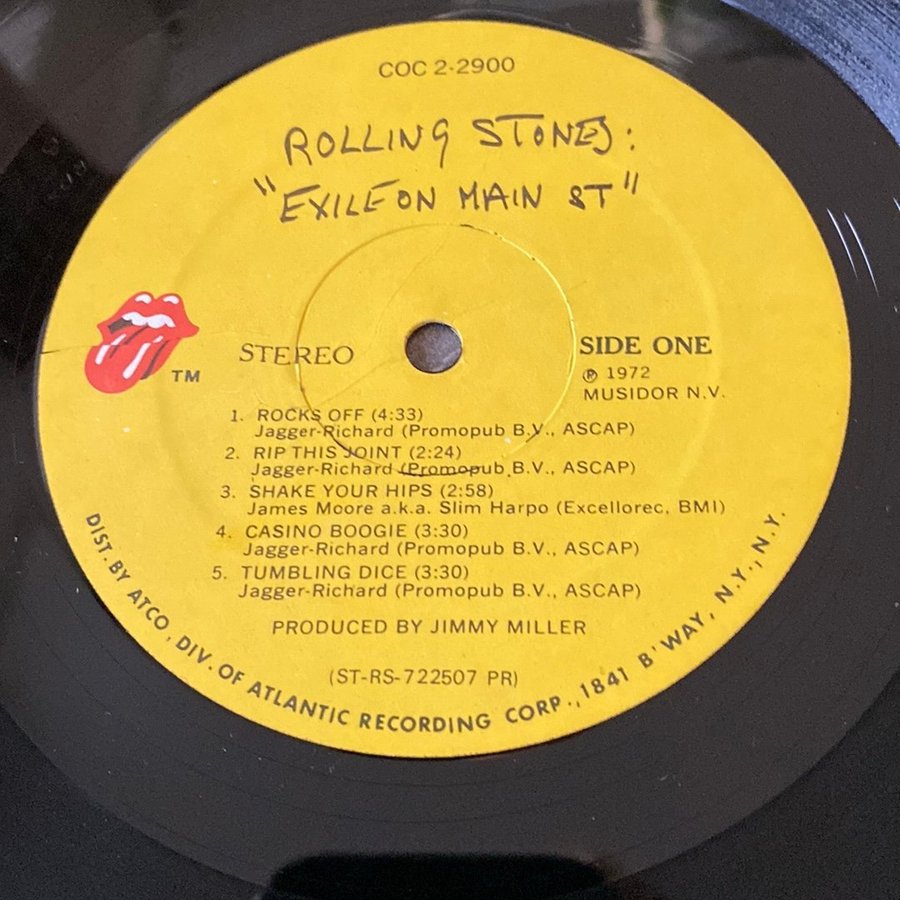 COC 2-2900
ROLLING STONES:
"EXILE ON MAIN ST"
TM
STEREO
SIDE ONE
℗ 1972
MUSIDOR N.V.
1. ROCKS OFF (4:33)
Jagger-Richard (Promopub B.V., ASCAP)
2. RIP THIS JOINT (2:24)
Jagger-Richard (Promopub B.V., ASCAP)
3. SHAKE YOUR HIPS (2:58)
James Moore a.k.a. Slim Harpo (Excellorec, BMI)
4. CASINO BOOGIE (3:30)
Jagger-Richard (Promopub B.V., ASCAP)
5. TUMBLING DICE (3:30)
Jagger-Richard (Promopub B.V., ASCAP)
PRODUCED BY JIMMY MILLER
(ST-RS-722507 PR)
DIST. BY ATCO, DIV. OF ATLANTIC RECORDING CORP., 1841 B'WAY, N.Y., N.Y.